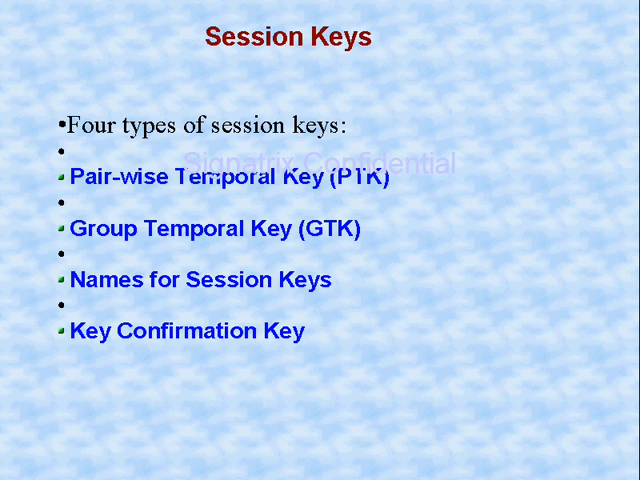 Session Keys
•Four types of session keys:
•
Signatrix Confidential
Pair-wise Temporal Key (PTK)
•
Group Temporal Key (GTK)
•
Names for Session Keys
•
Key Confirmation Key